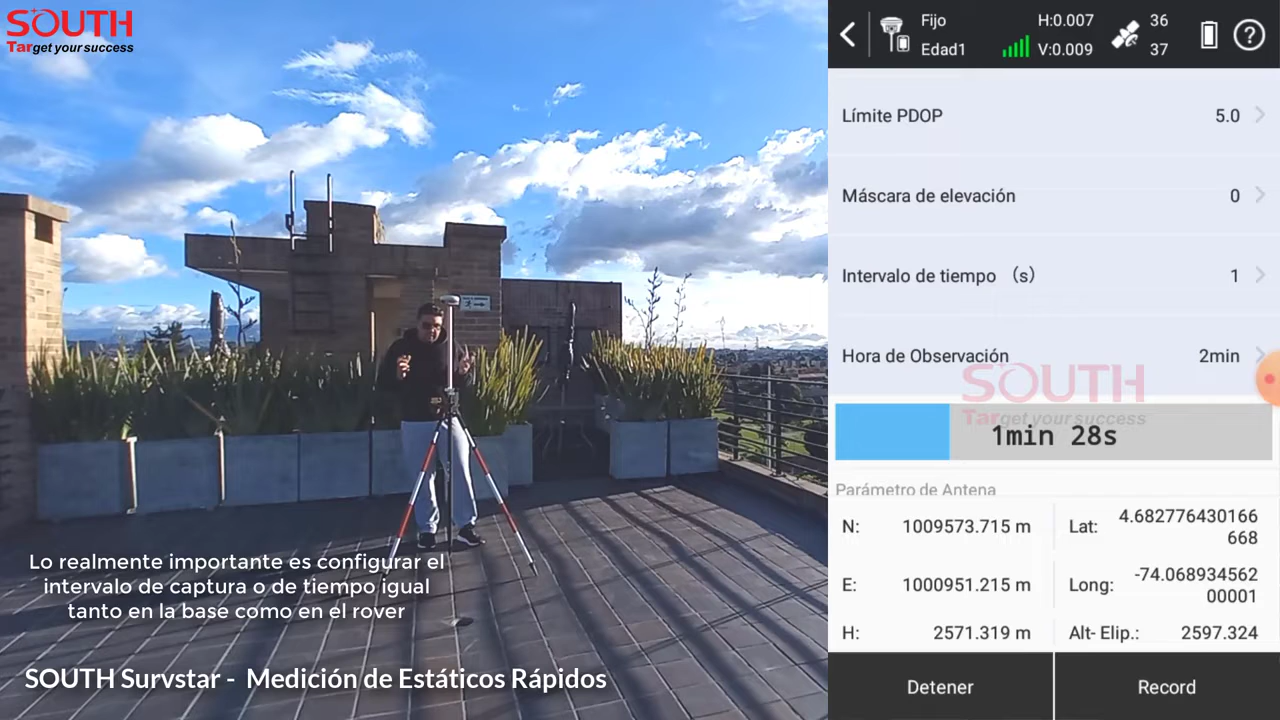 SOUTH
Target your success
Lo realmente importante es configurar el
intervalo de captura o de tiempo igual
tanto en la base como en el rover
SOUTH Survstar - Medición de Estáticos Rápidos
Fijo
Edad1
H:0.007
V:0.009
36
37
?
Límite PDOP 5.0
Máscara de elevación 0
Intervalo de tiempo (s) 1
Hora de Observación 2min
SOUTH
Target your success
1min 28s
Parámetro de Antena
N: 1009573.715 m
Lat: 4.682776430166
668
E: 1000951.215 m
Long: -74.068934562
00001
H: 2571.319 m
Alt- Elip.: 2597.324
Detener
Record